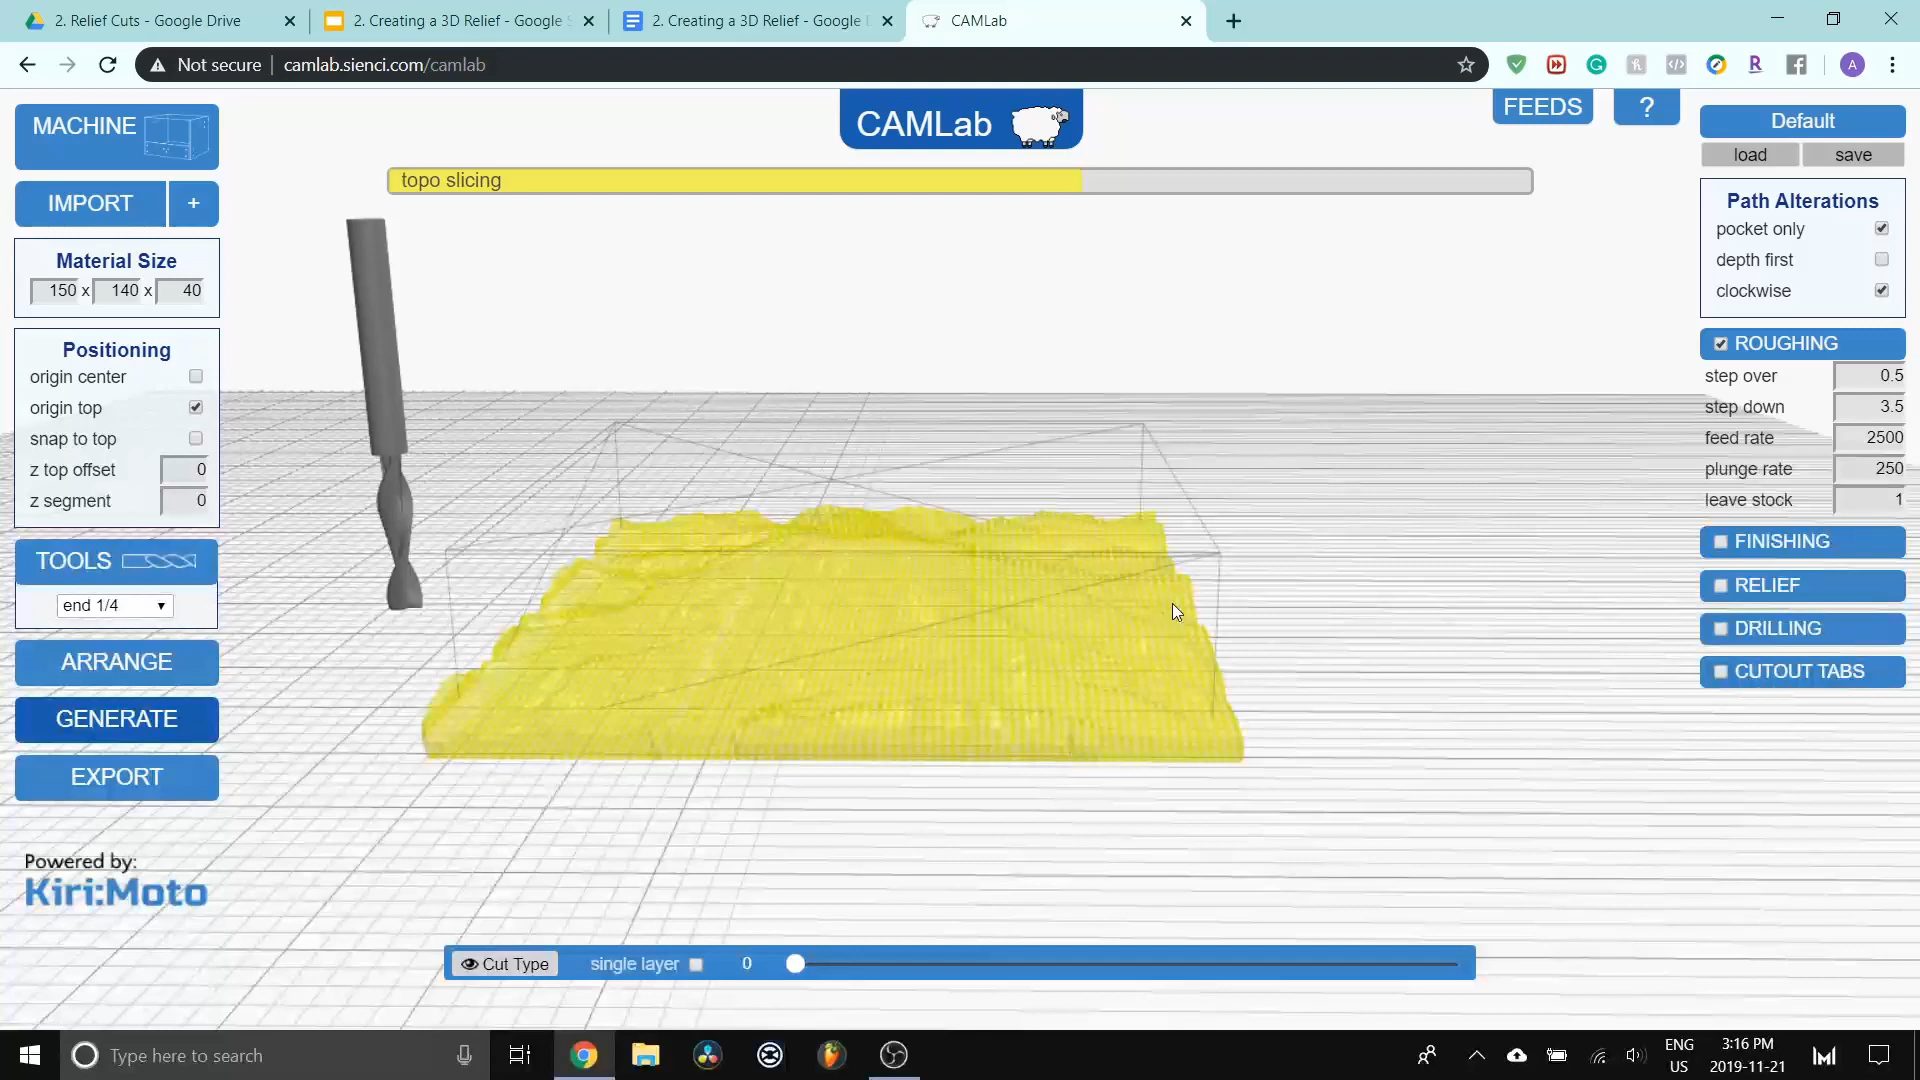 2. Relief Cuts - Google Drive
2. Creating a 3D Relief - Google S
2. Creating a 3D Relief - Google D
CAMLab
Not secure | camlab.sienci.com/camlab
A
MACHINE
CAMLab
FEEDS
?
Default
load
save
topo slicing
IMPORT
+
Path Alterations
pocket only
depth first
clockwise
Material Size
150 x 140 x 40
Positioning
origin center
origin top
snap to top
z top offset 0
z segment 0
ROUGHING
step over 0.5
step down 3.5
feed rate 2500
plunge rate 250
leave stock 1
TOOLS
end 1/4
FINISHING
RELIEF
DRILLING
CUTOUT TABS
ARRANGE
GENERATE
EXPORT
Powered by:
Kiri:Moto
Cut Type
single layer
0
Type here to search
ENG
US
3:16 PM
2019-11-21